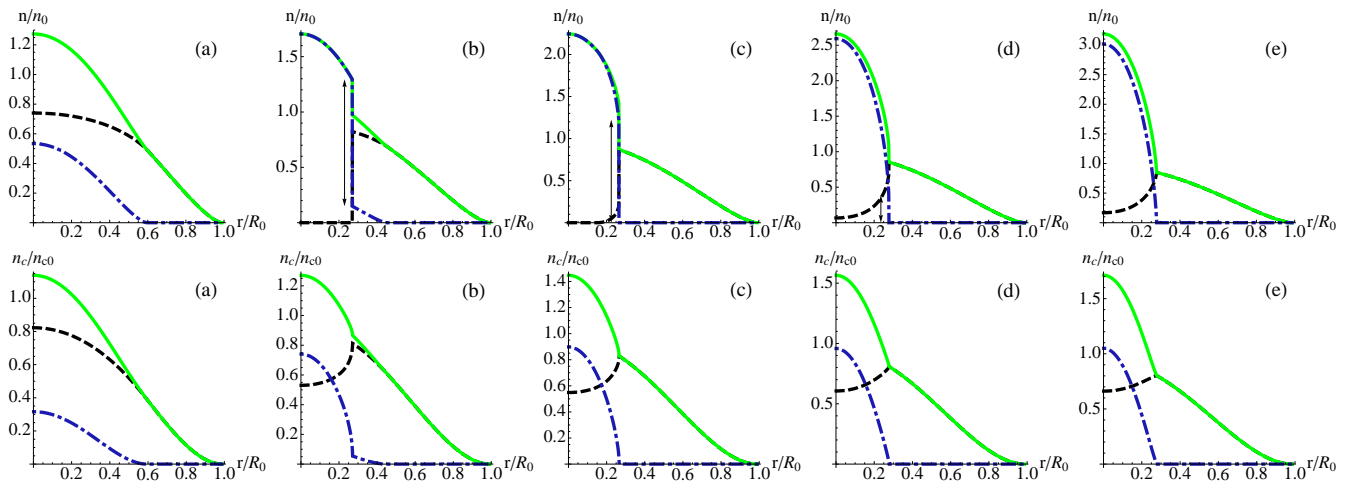 n/n0 n/n0 n/n0 n/n0 n/n0
(a) (b) (c) (d) (e)
1.2 1.0 0.8 0.6 0.4 0.2
1.5 1.0 0.5
2.0 1.5 1.0 0.5
2.5 2.0 1.5 1.0 0.5
3.0 2.5 2.0 1.5 1.0 0.5
0.2 0.4 0.6 0.8 1.0 r/R0
0.2 0.4 0.6 0.8 1.0 r/R0
0.2 0.4 0.6 0.8 1.0 r/R0
0.2 0.4 0.6 0.8 1.0 r/R0
0.2 0.4 0.6 0.8 1.0 r/R0
nc/nc0 nc/nc0 nc/nc0 nc/nc0 nc/nc0
(a) (b) (c) (d) (e)
1.0 0.8 0.6 0.4 0.2
1.2 1.0 0.8 0.6 0.4 0.2
1.4 1.2 1.0 0.8 0.6 0.4 0.2
1.5 1.0 0.5
1.5 1.0 0.5
0.2 0.4 0.6 0.8 1.0 r/R0
0.2 0.4 0.6 0.8 1.0 r/R0
0.2 0.4 0.6 0.8 1.0 r/R0
0.2 0.4 0.6 0.8 1.0 r/R0
0.2 0.4 0.6 0.8 1.0 r/R0